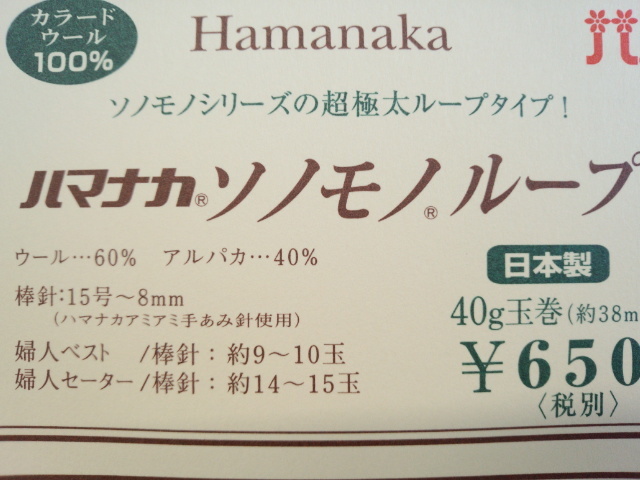 カラード
ウール
100%
Hamanaka
ソノモノシリーズの超極太ループタイプ!
ハマナカ®ソノモノ®ループ
ウール…60% アルパカ…40%
日本製
棒針:15号～8mm
(ハマナカアミアミ手あみ針使用)
40g玉巻(約38m
婦人ベスト /棒針: 約9～10玉
婦人セーター/棒針: 約14～15玉
￥650
〈税別〉